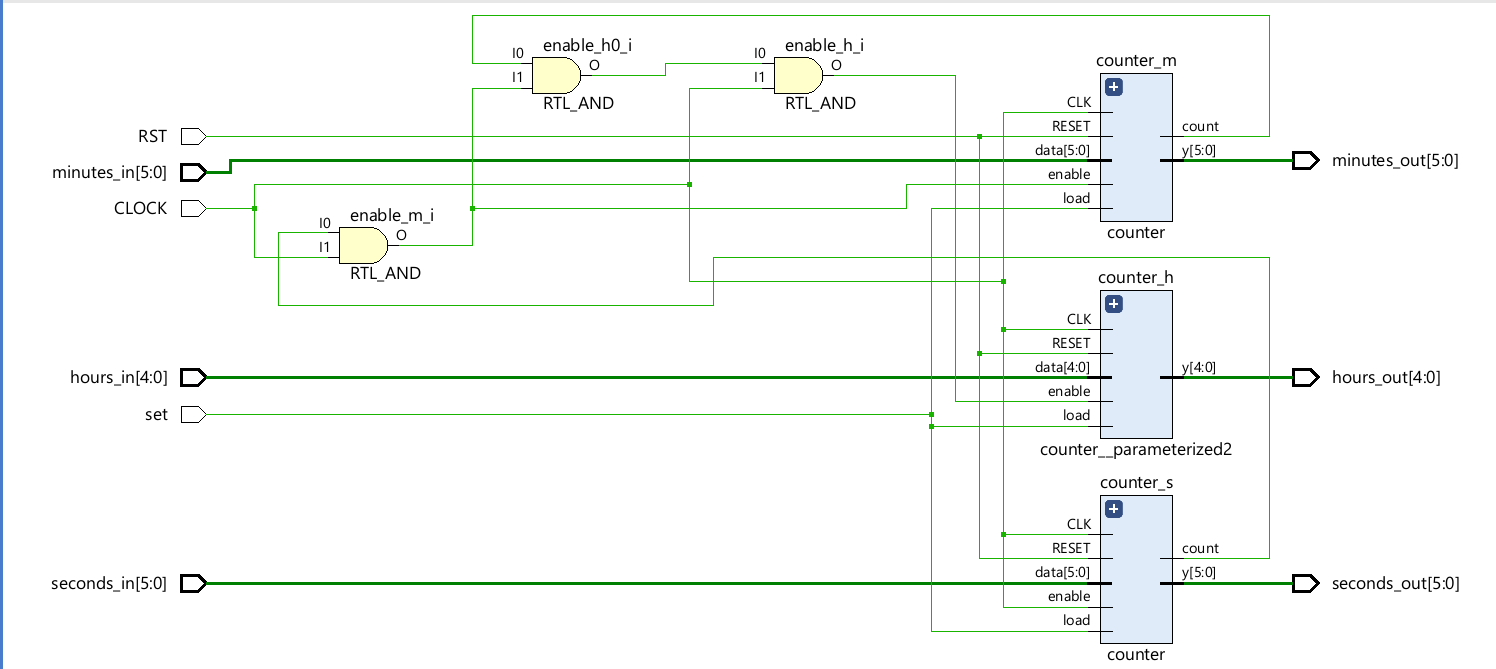 enable_h0_i
I0
I1
O
RTL_AND
enable_h_i
I0
I1
O
RTL_AND
counter_m
CLK
RESET
data[5:0]
enable
load
count
y[5:0]
counter
RST
minutes_in[5:0]
CLOCK
minutes_out[5:0]
enable_m_i
I0
I1
O
RTL_AND
counter_h
CLK
RESET
data[4:0]
enable
load
y[4:0]
counter__parameterized2
hours_in[4:0]
set
hours_out[4:0]
counter_s
CLK
RESET
data[5:0]
enable
load
count
y[5:0]
counter
seconds_in[5:0]
seconds_out[5:0]